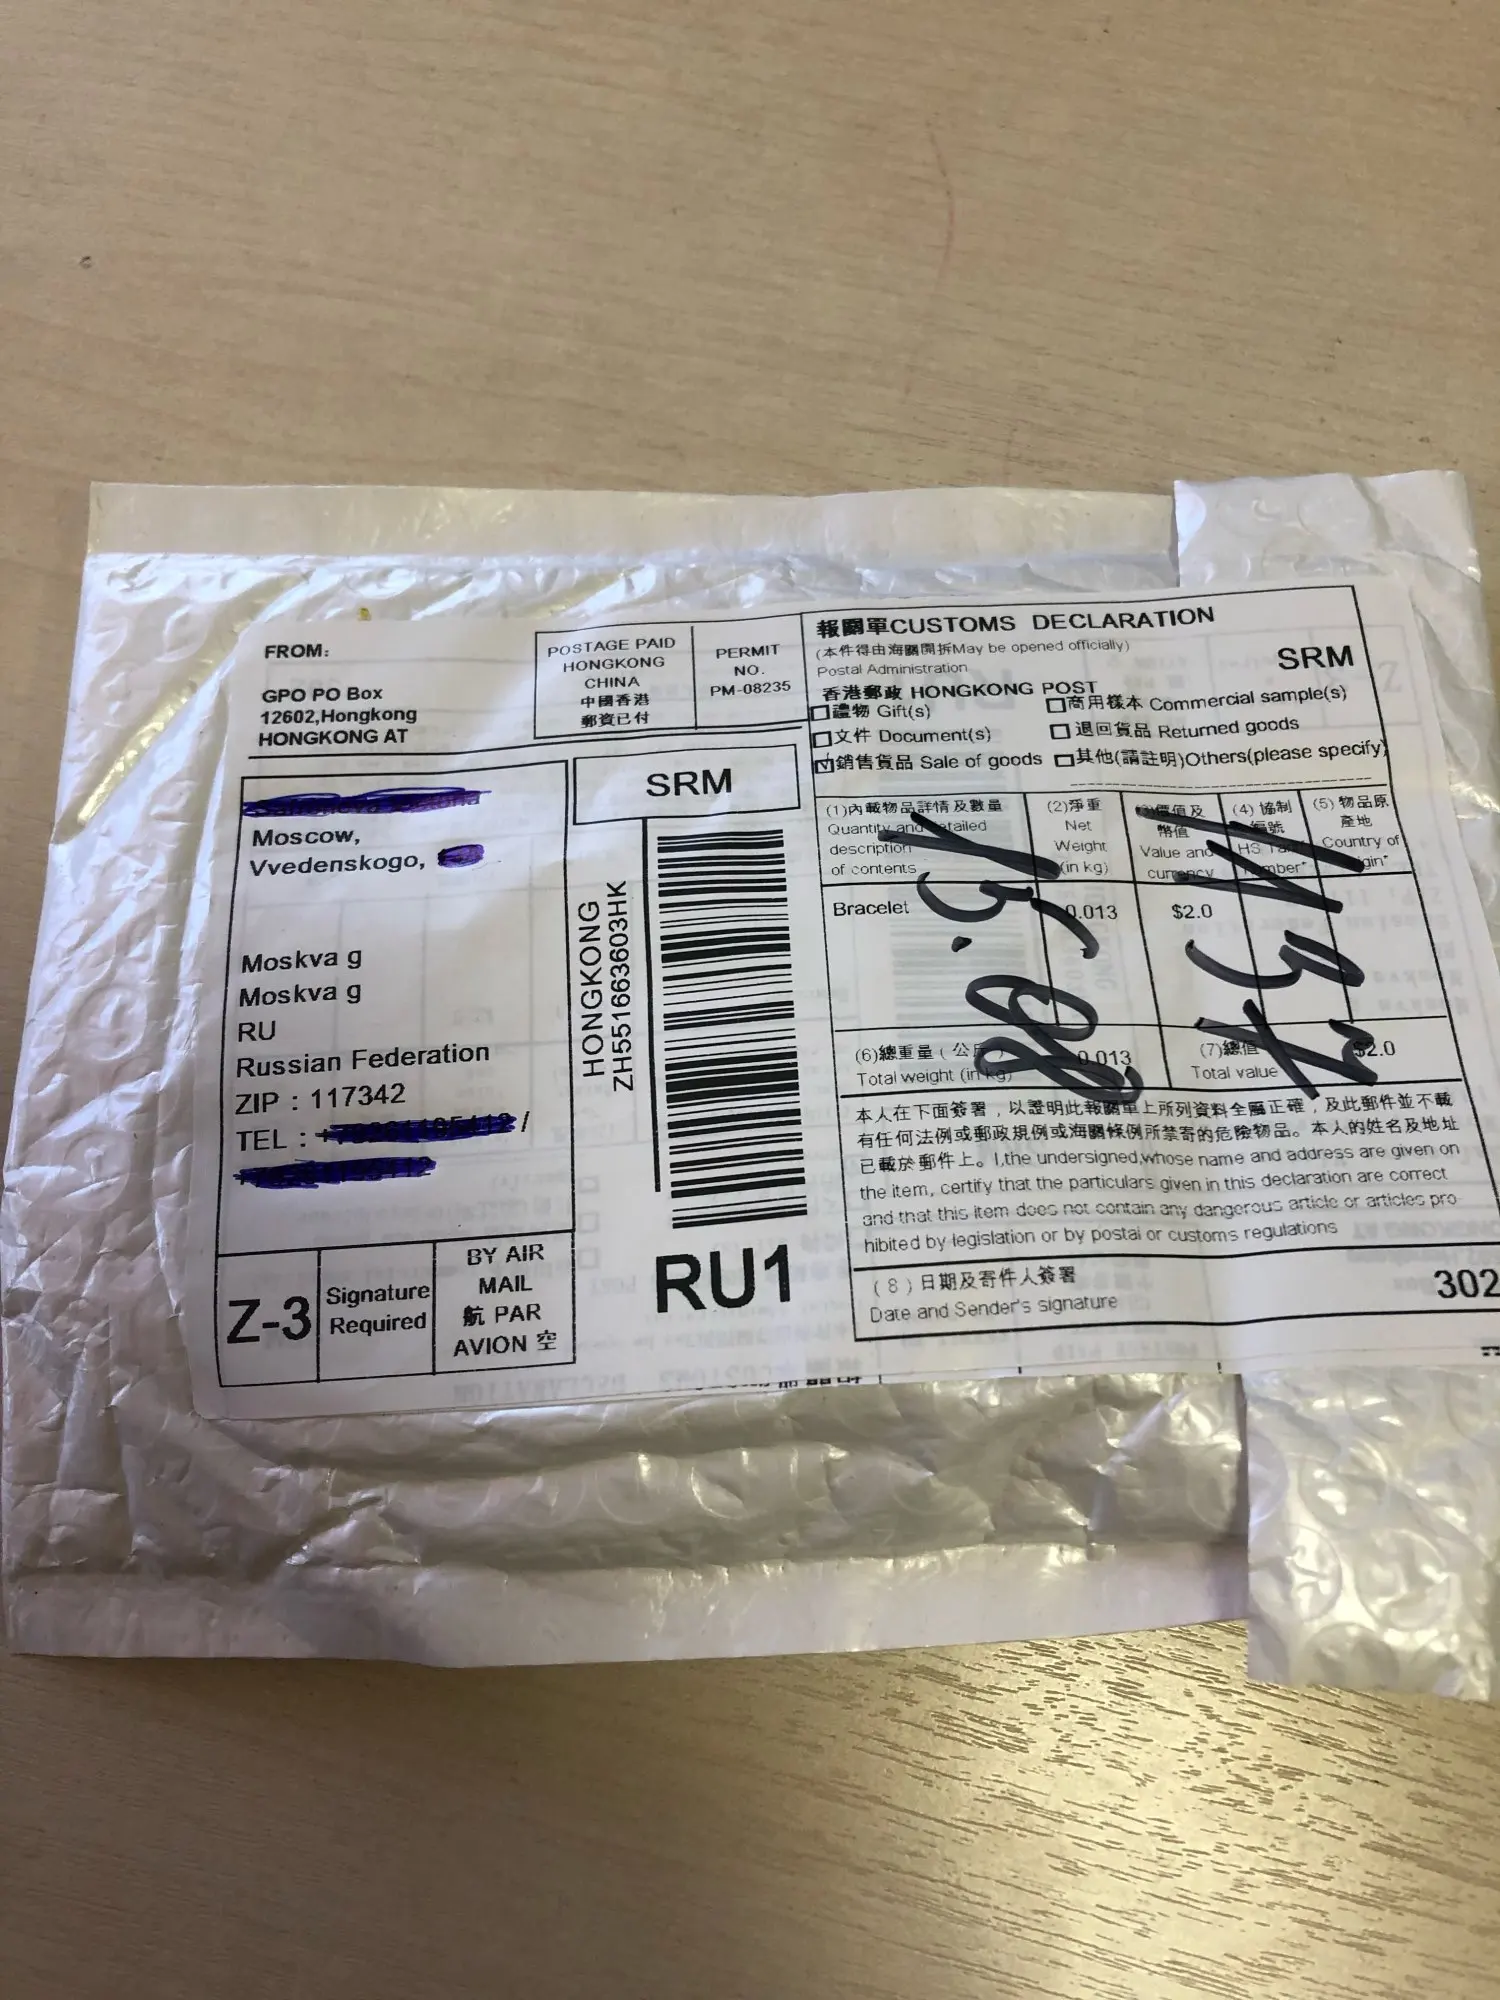 FROM:
GPO PO Box
12602,Hongkong
HONGKONG AT
POSTAGE PAID
HONGKONG
CHINA
中國香港
郵資已付
PERMIT
NO.
PM-08235
報關單CUSTOMS DECLARATION
(本件得由海關開拆May be opened officially)
Postal Administration
SRM
香港郵政 HONGKONG POST
禮物 Gift(s)
商用樣本 Commercial sample(s)
文件 Document(s)
退回貨品 Returned goods
銷售貨品 Sale of goods
其他(請註明)Others(please specify)
Moscow,
Vvedenskogo,
Moskva g
Moskva g
RU
Russian Federation
ZIP : 117342
TEL :
/
SRM
HONGKONG
ZH551663603HK
RU1
Z-3
Signature
Required
BY AIR
MAIL
航 PAR
AVION 空
(1)內載物品詳情及數量
Quantity and detailed
description
of contents
(2)淨重
Net
Weight
(in kg)
(3)價值及
幣值
Value and
currency
(4) 協制
編號
HS Tariff
Number*
(5) 物品原
產地
Country of
origin*
Bracelet
0.013
$2.0
15.08
(6)總重量(公斤)
Total weight (in kg)
0.013
(7)總值
Total value
$2.0
本人在下面簽署,以證明此報關單上所列資料全屬正確,及此郵件並不載
有任何法例或郵政規例或海關條例所禁寄的危險物品。本人的姓名及地址
已載於郵件上。I,the undersigned,whose name and address are given on
the item, certify that the particulars given in this declaration are correct
and that this item does not contain any dangerous article or articles pro
hibited by legislation or by postal or customs regulations
(8)日期及寄件人簽署
Date and Sender's signature
302